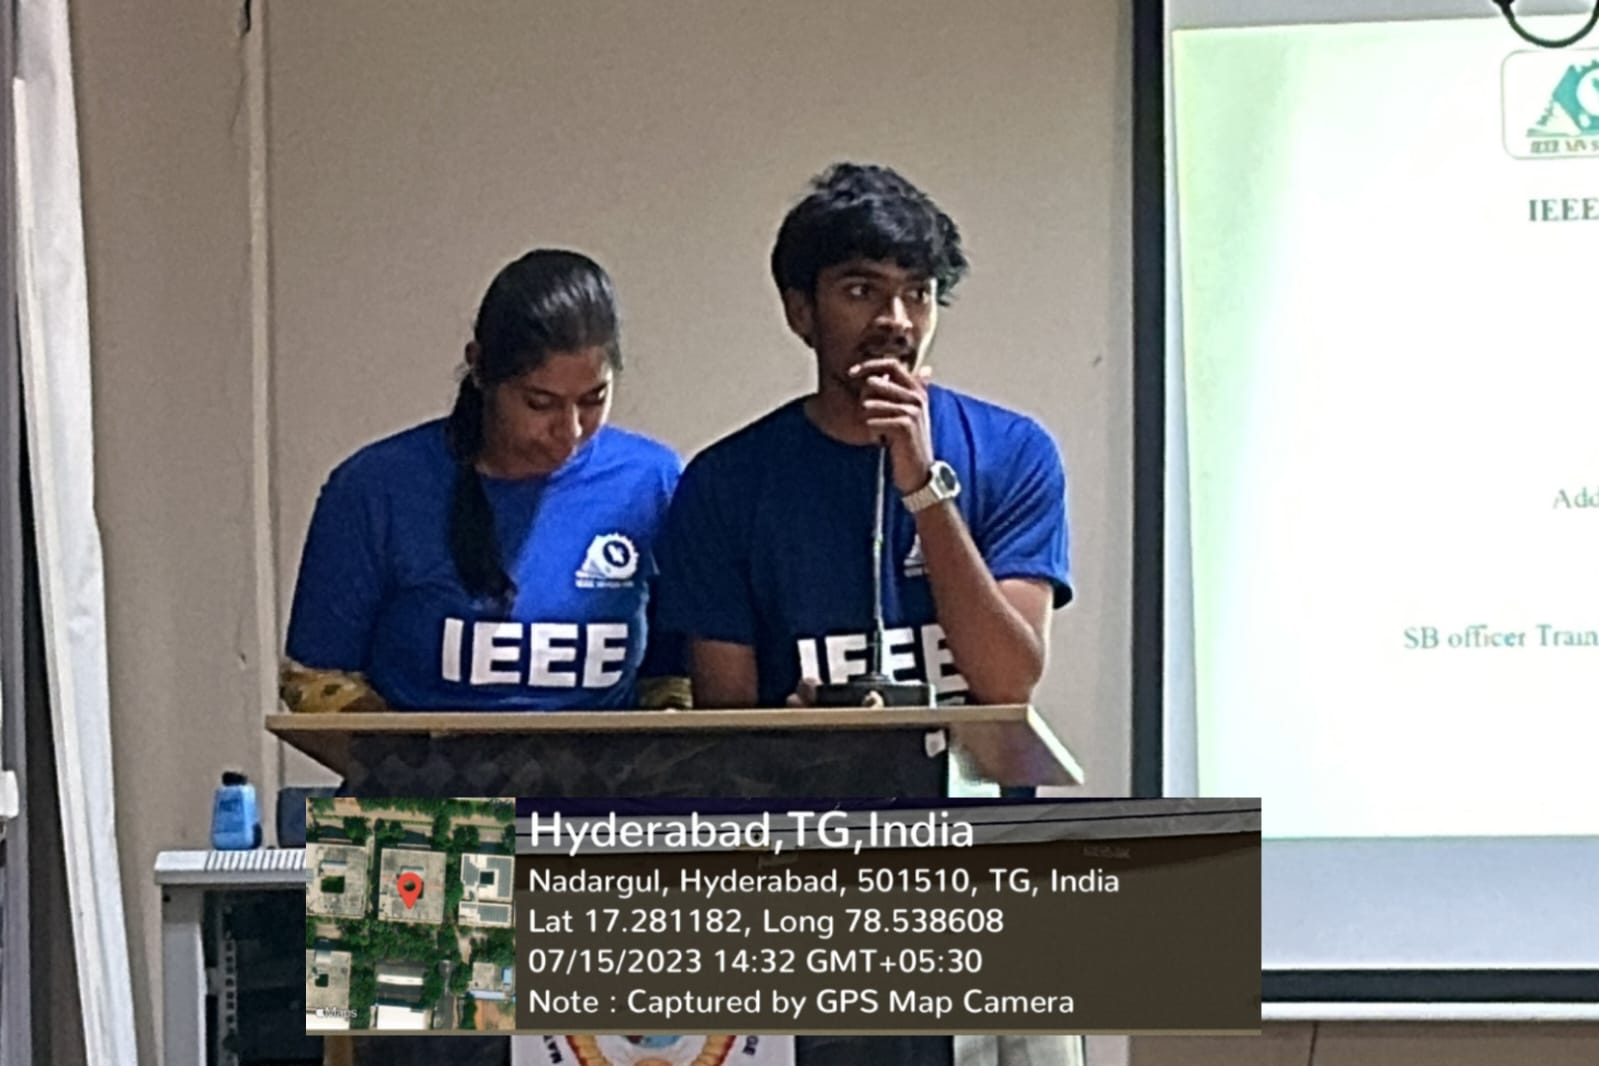 IEEE
Add
SB officer Train
IEEE
IEEE
Hyderabad,TG,India
Nadargul, Hyderabad, 501510, TG, India
Lat 17.281182, Long 78.538608
07/15/2023 14:32 GMT+05:30
Note : Captured by GPS Map Camera